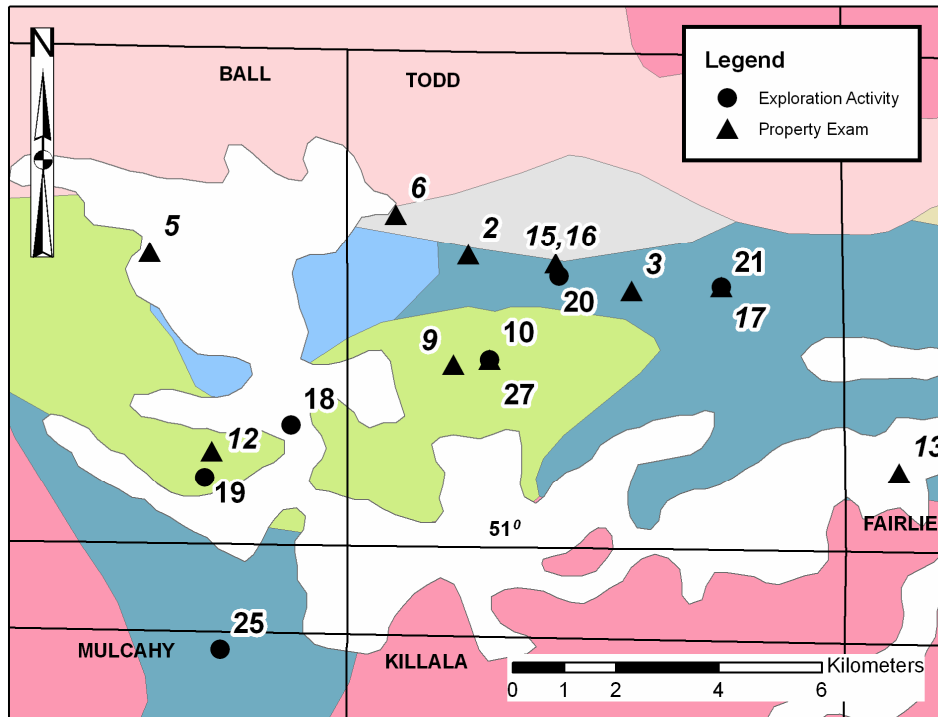 N
BALL
TODD
Legend
Exploration Activity
Property Exam
6
5
2
15,16
3
21
20
17
9
10
27
18
12
19
13
51⁰
FAIRLIE
25
MULCAHY
KILLALA
Kilometers
0 1 2 4 6